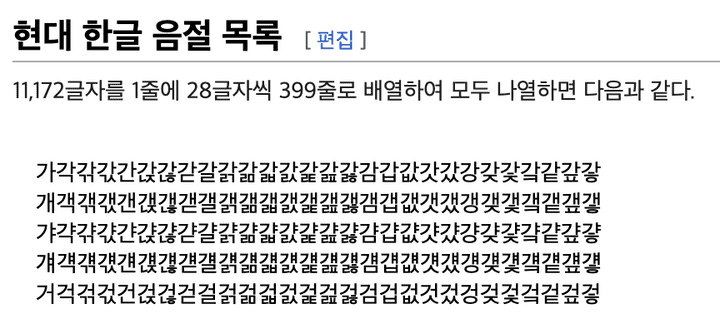 현대 한글 음절 목록 [ 편집 ]
11,172글자를 1줄에 28글자씩 399줄로 배열하여 모두 나열하면 다음과 같다.
가각갂갃간갅갆갇갈갉갊갋갌갍갎갏감갑값갓갔강갖갗갘같갚갛
개객갞갟갠갡갢갣갤갥갦갧갨갩갪갫갬갭갮갯갰갱갲갳갴갵갶갷
갸갹갺갻갼갽갾갿걀걁걂걃걄걅걆걇걈걉걊걋걌걍걎걏걐걑걒걓
걔걕걖걗걘걙걚걛걜걝걞걟걠걡걢걣걤걥걦걧걨걩걪걫걬걭걮걯
거걱걲걳건걵걶걷걸걹걺걻걼걽걾걿검겁겂것겄겅겆겇겈겉겊겋